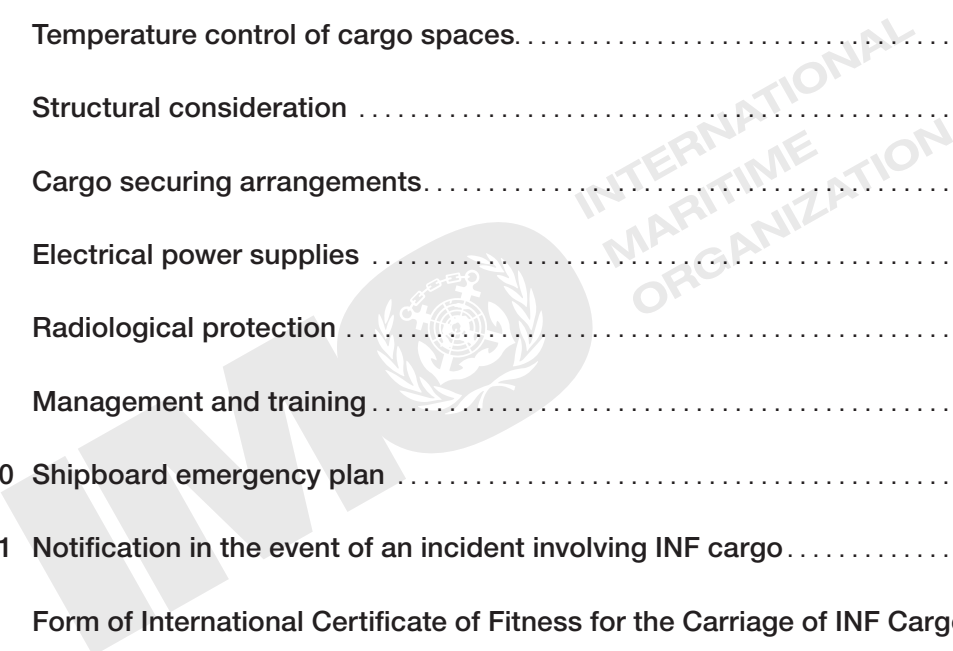 Temperature control of cargo spaces. . . . . . . . . . . . . . . . . . . . . . . . . . . . . . . . . .
Structural consideration . . . . . . . . . . . . . . . . . . . . . . . . . . . . . . . . . . . . . . . . . . . . . .
Cargo securing arrangements. . . . . . . . . . . . . . . . . . . . . . . . . . . . . . . . . . . . . . . . .
Electrical power supplies . . . . . . . . . . . . . . . . . . . . . . . . . . . . . . . . . . . . . . . . . . . . .
Radiological protection . . . . . . . . . . . . . . . . . . . . . . . . . . . . . . . . . . . . . . . . . . . . . . .
Management and training . . . . . . . . . . . . . . . . . . . . . . . . . . . . . . . . . . . . . . . . . . . . .
0 Shipboard emergency plan . . . . . . . . . . . . . . . . . . . . . . . . . . . . . . . . . . . . . . . . . . .
1 Notification in the event of an incident involving INF cargo . . . . . . . . . . . . .
Form of International Certificate of Fitness for the Carriage of INF Carg
IMO
INTERNATIONAL
MARITIME
ORGANIZATION